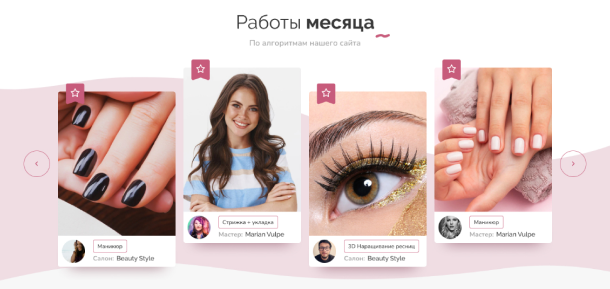 Работы месяца
По алгоритмам нашего сайта
Маникюр
Салон: Beauty Style
Стрижка + укладка
Мастер: Marian Vulpe
3D Наращивание ресниц
Салон: Beauty Style
Маникюр
Мастер: Marian Vulpe